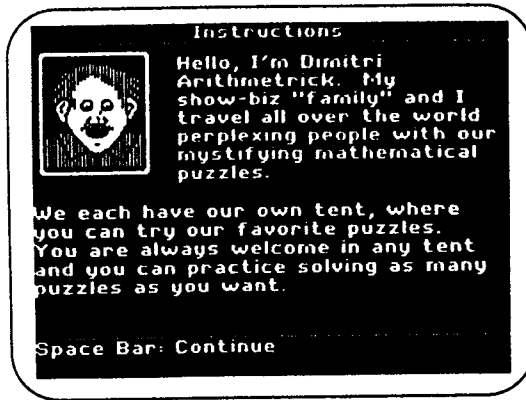 Instructions
Hello, I'm Dimitri
Arithmetrick. My
show-biz "family" and I
travel all over the world
perplexing people with our
mystifying mathematical
puzzles.
We each have our own tent, where
you can try our favorite puzzles.
You are always welcome in any tent
and you can practice solving as many
puzzles as you want.
Space Bar: Continue